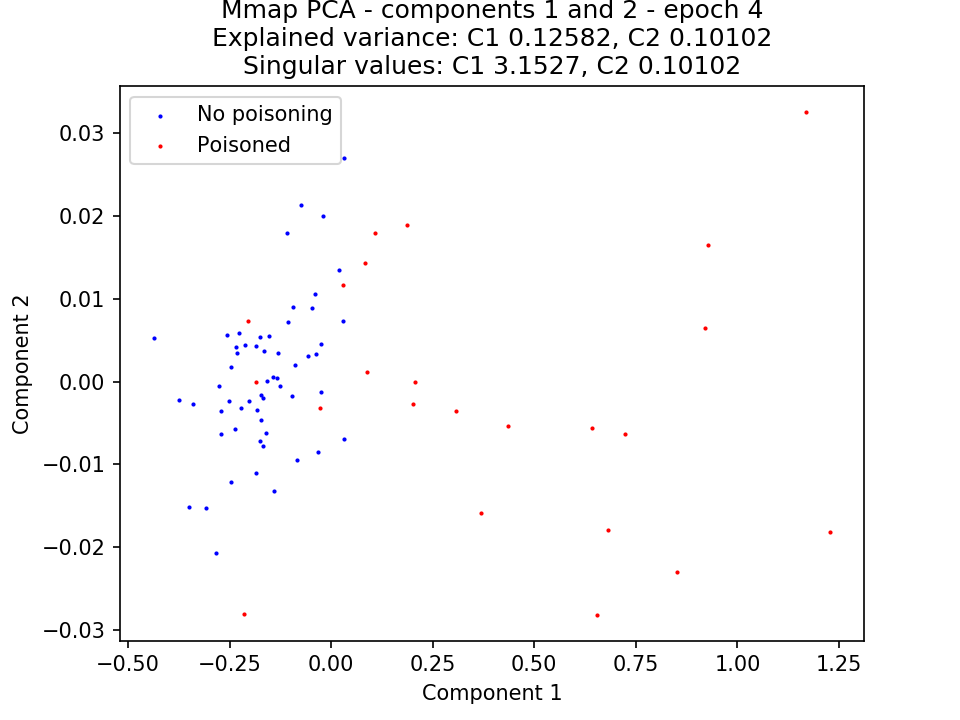 Mmap PCA - components 1 and 2 - epoch 4
Explained variance: C1 0.12582, C2 0.10102
Singular values: C1 3.1527, C2 0.10102
No poisoning
Poisoned
0.03
0.02
0.01
0.00
−0.01
−0.02
−0.03
Component 2
−0.50 −0.25 0.00 0.25 0.50 0.75 1.00 1.25
Component 1